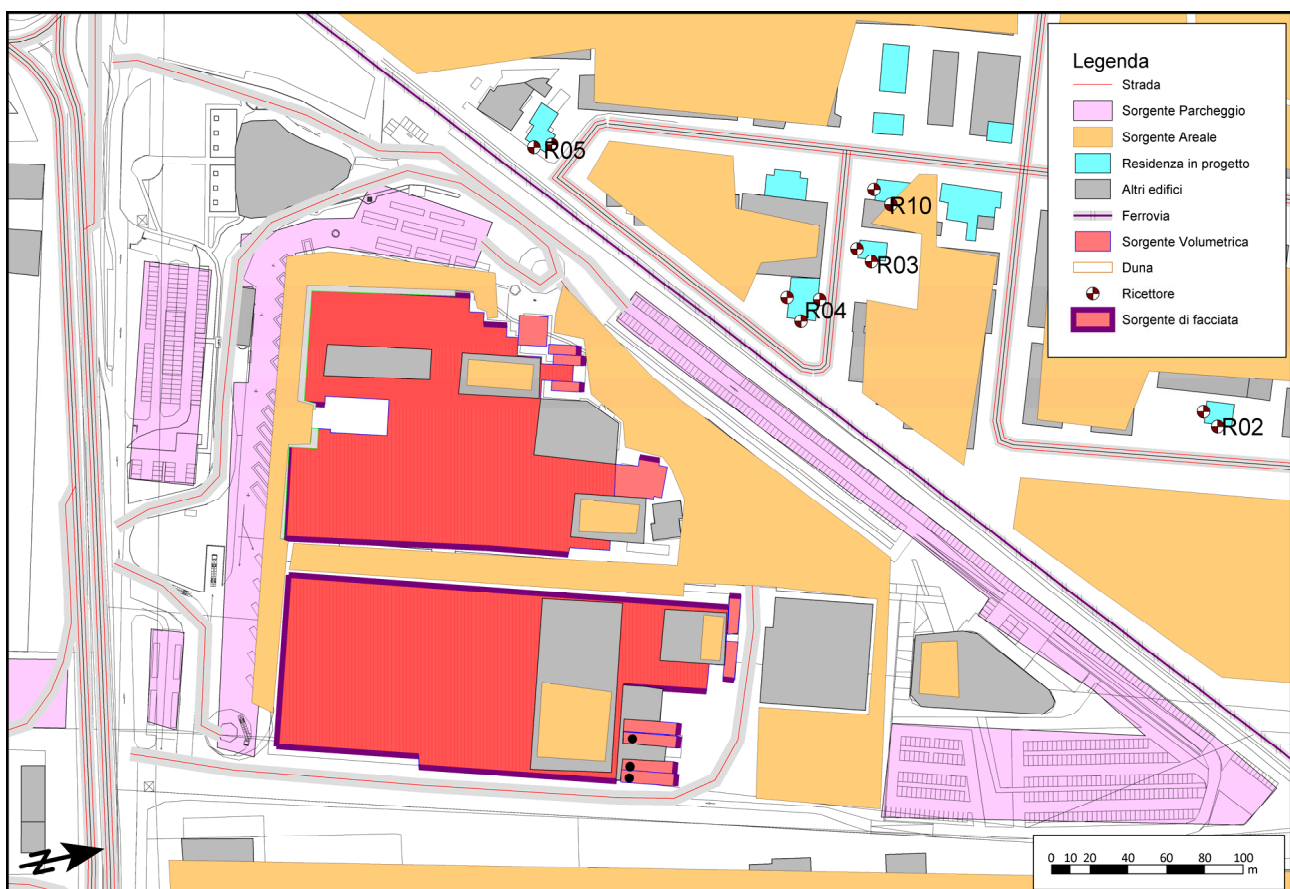 Legenda
Strada
Sorgente Parcheggio
Sorgente Areale
Residenza in progetto
Altri edifici
Ferrovia
Sorgente Volumetrica
Duna
Ricettore
Sorgente di facciata
R05
R10
R03
R04
R02
N
0 10 20 40 60 80 100
m